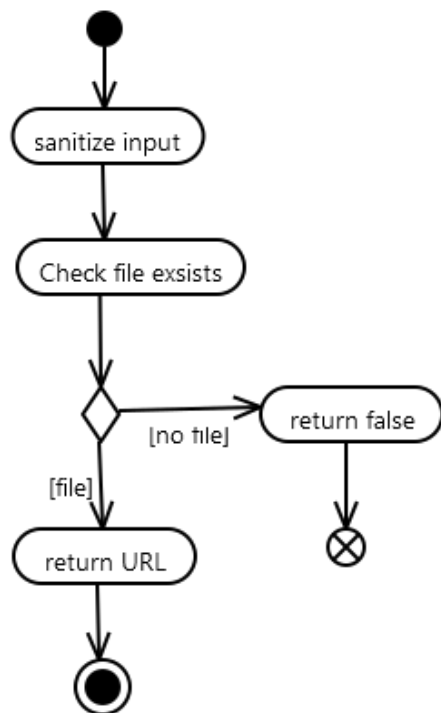 sanitize input
Check file exsists
[no file]
return false
[file]
return URL